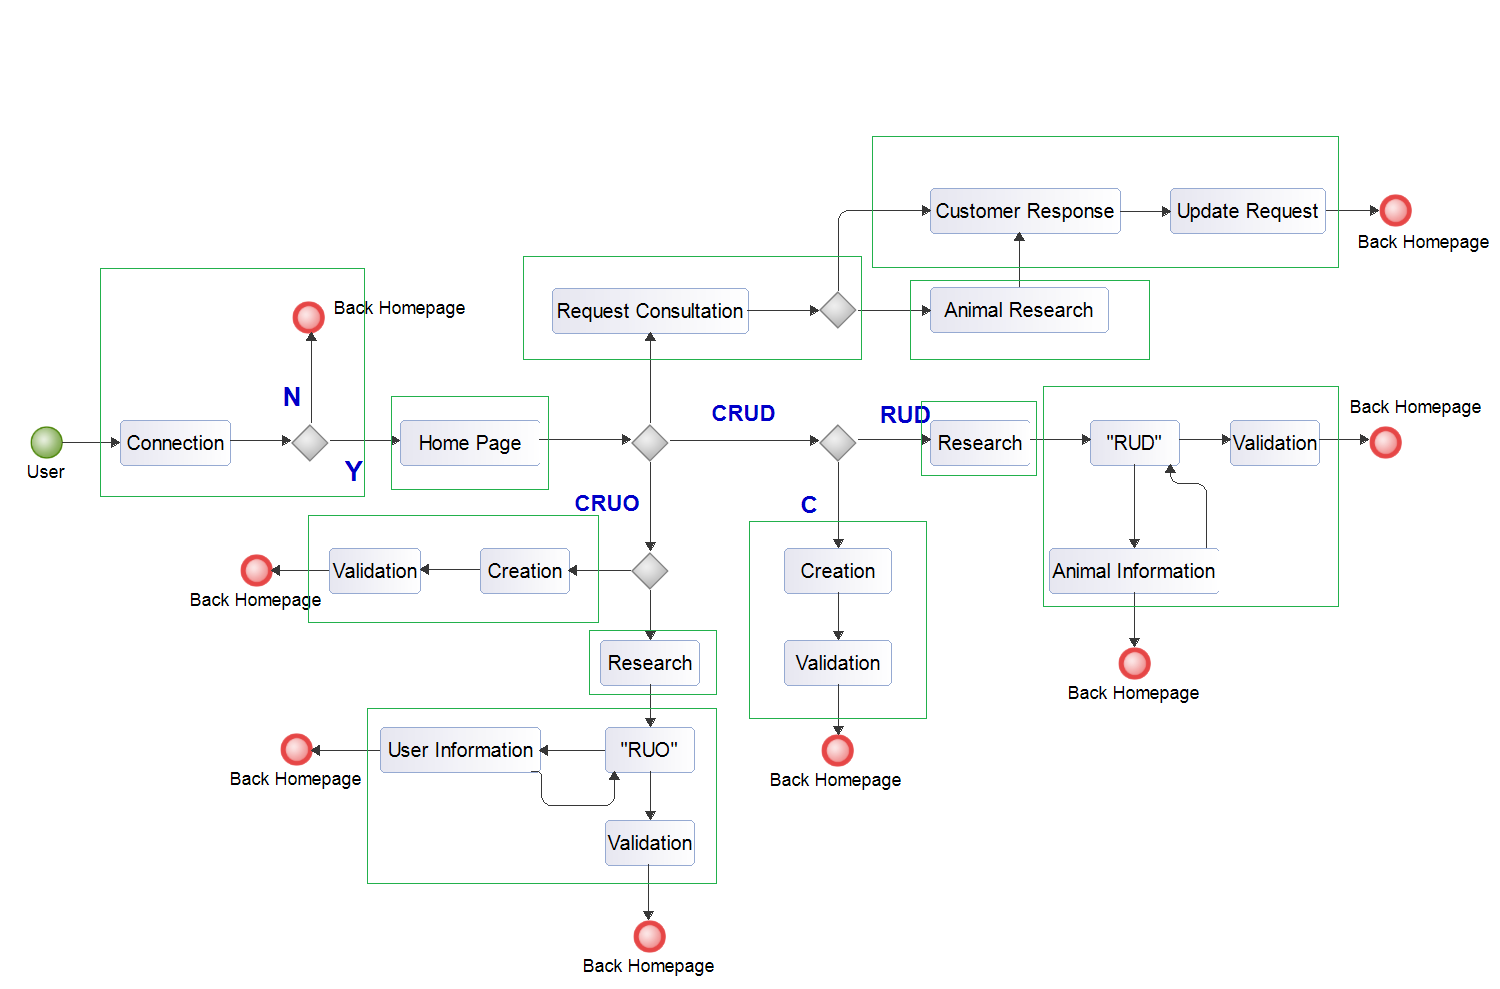 Customer Response
Update Request
Back Homepage
Back Homepage
Request Consultation
Animal Research
N
CRUD
RUD
Back Homepage
User
Connection
Y
Home Page
Research
"RUD"
Validation
CRUO
C
Back Homepage
Validation
Creation
Creation
Animal Information
Research
Validation
Back Homepage
Back Homepage
User Information
"RUO"
Back Homepage
Validation
Back Homepage